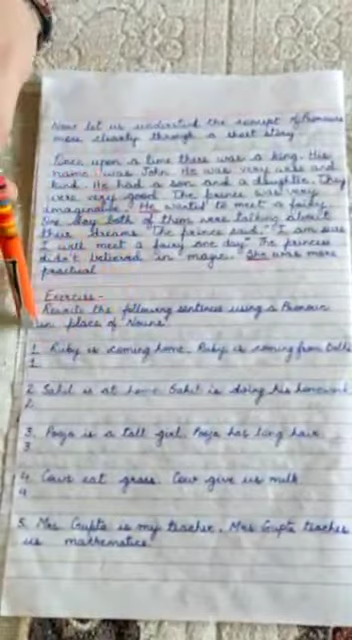 Now let us understand the concept of Pronouns
more clearly through a short story.
Once upon a time there was a king. His
name was John. He was very wise and
kind. He had a son and a daughter. They
were very good. The prince was very
imaginative. He wanted to meet a fairy.
One day both of them were talking about
their dreams. The prince said, "I am sure
I will meet a fairy one day" The princess
didn't believed in magic. She was more
practical
Exercise -
Rewrite the following sentences using a Pronoun
in place of Nouns
1. Ruby is coming home. Ruby is coming from Delhi
1.
2. Sahil is at home. Sahil is doing his homework
2.
3. Pooja is a tall girl. Pooja has long hair
3
4. Cows eat grass. Cow give us milk
4
5. Mrs Gupta is my teacher. Mrs Gupta teaches
us mathematics